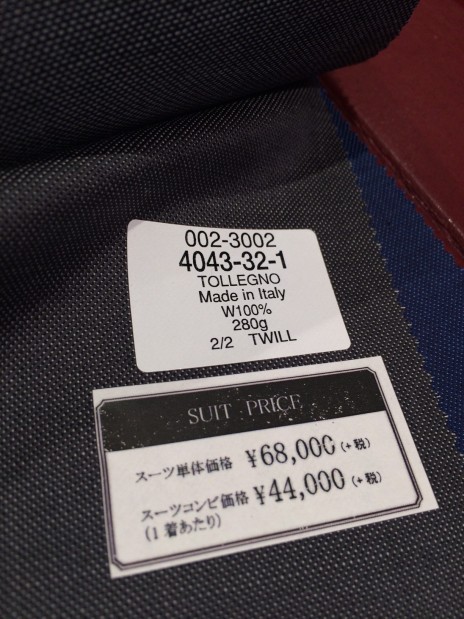 002-3002
4043-32-1
TOLLEGNO
Made in Italy
W100%
280g
2/2 TWILL
SUIT PRICE
スーツ単体価格 ¥68,000(+税)
スーツコンビ価格 ¥44,000(+税)
(1着あたり)